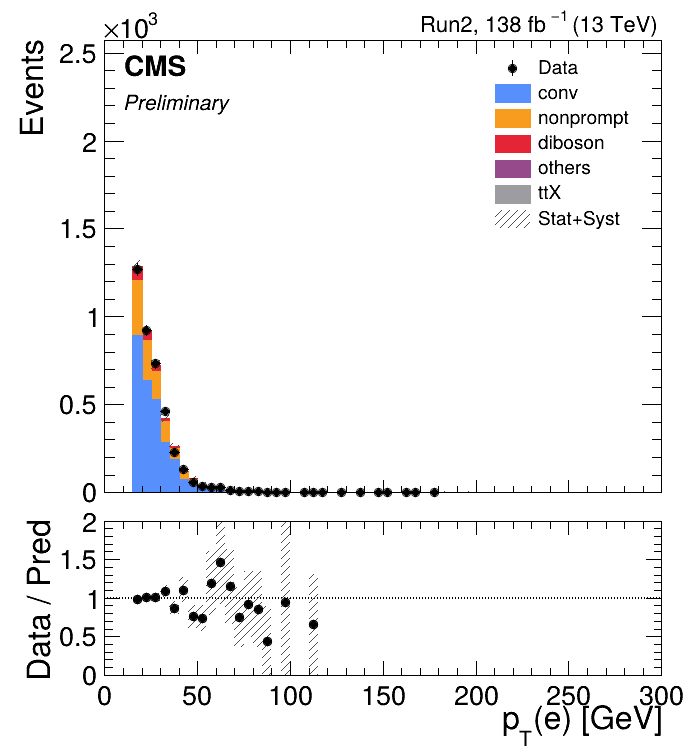 ×10³
Run2, 138 fb⁻¹ (13 TeV)
CMS
Preliminary
Data
conv
nonprompt
diboson
others
ttX
Stat+Syst
Events
2.5
2
1.5
1
0.5
0
Data / Pred
2
1.5
1
0.5
0
0 50 100 150 200 250 300
p_T(e) [GeV]